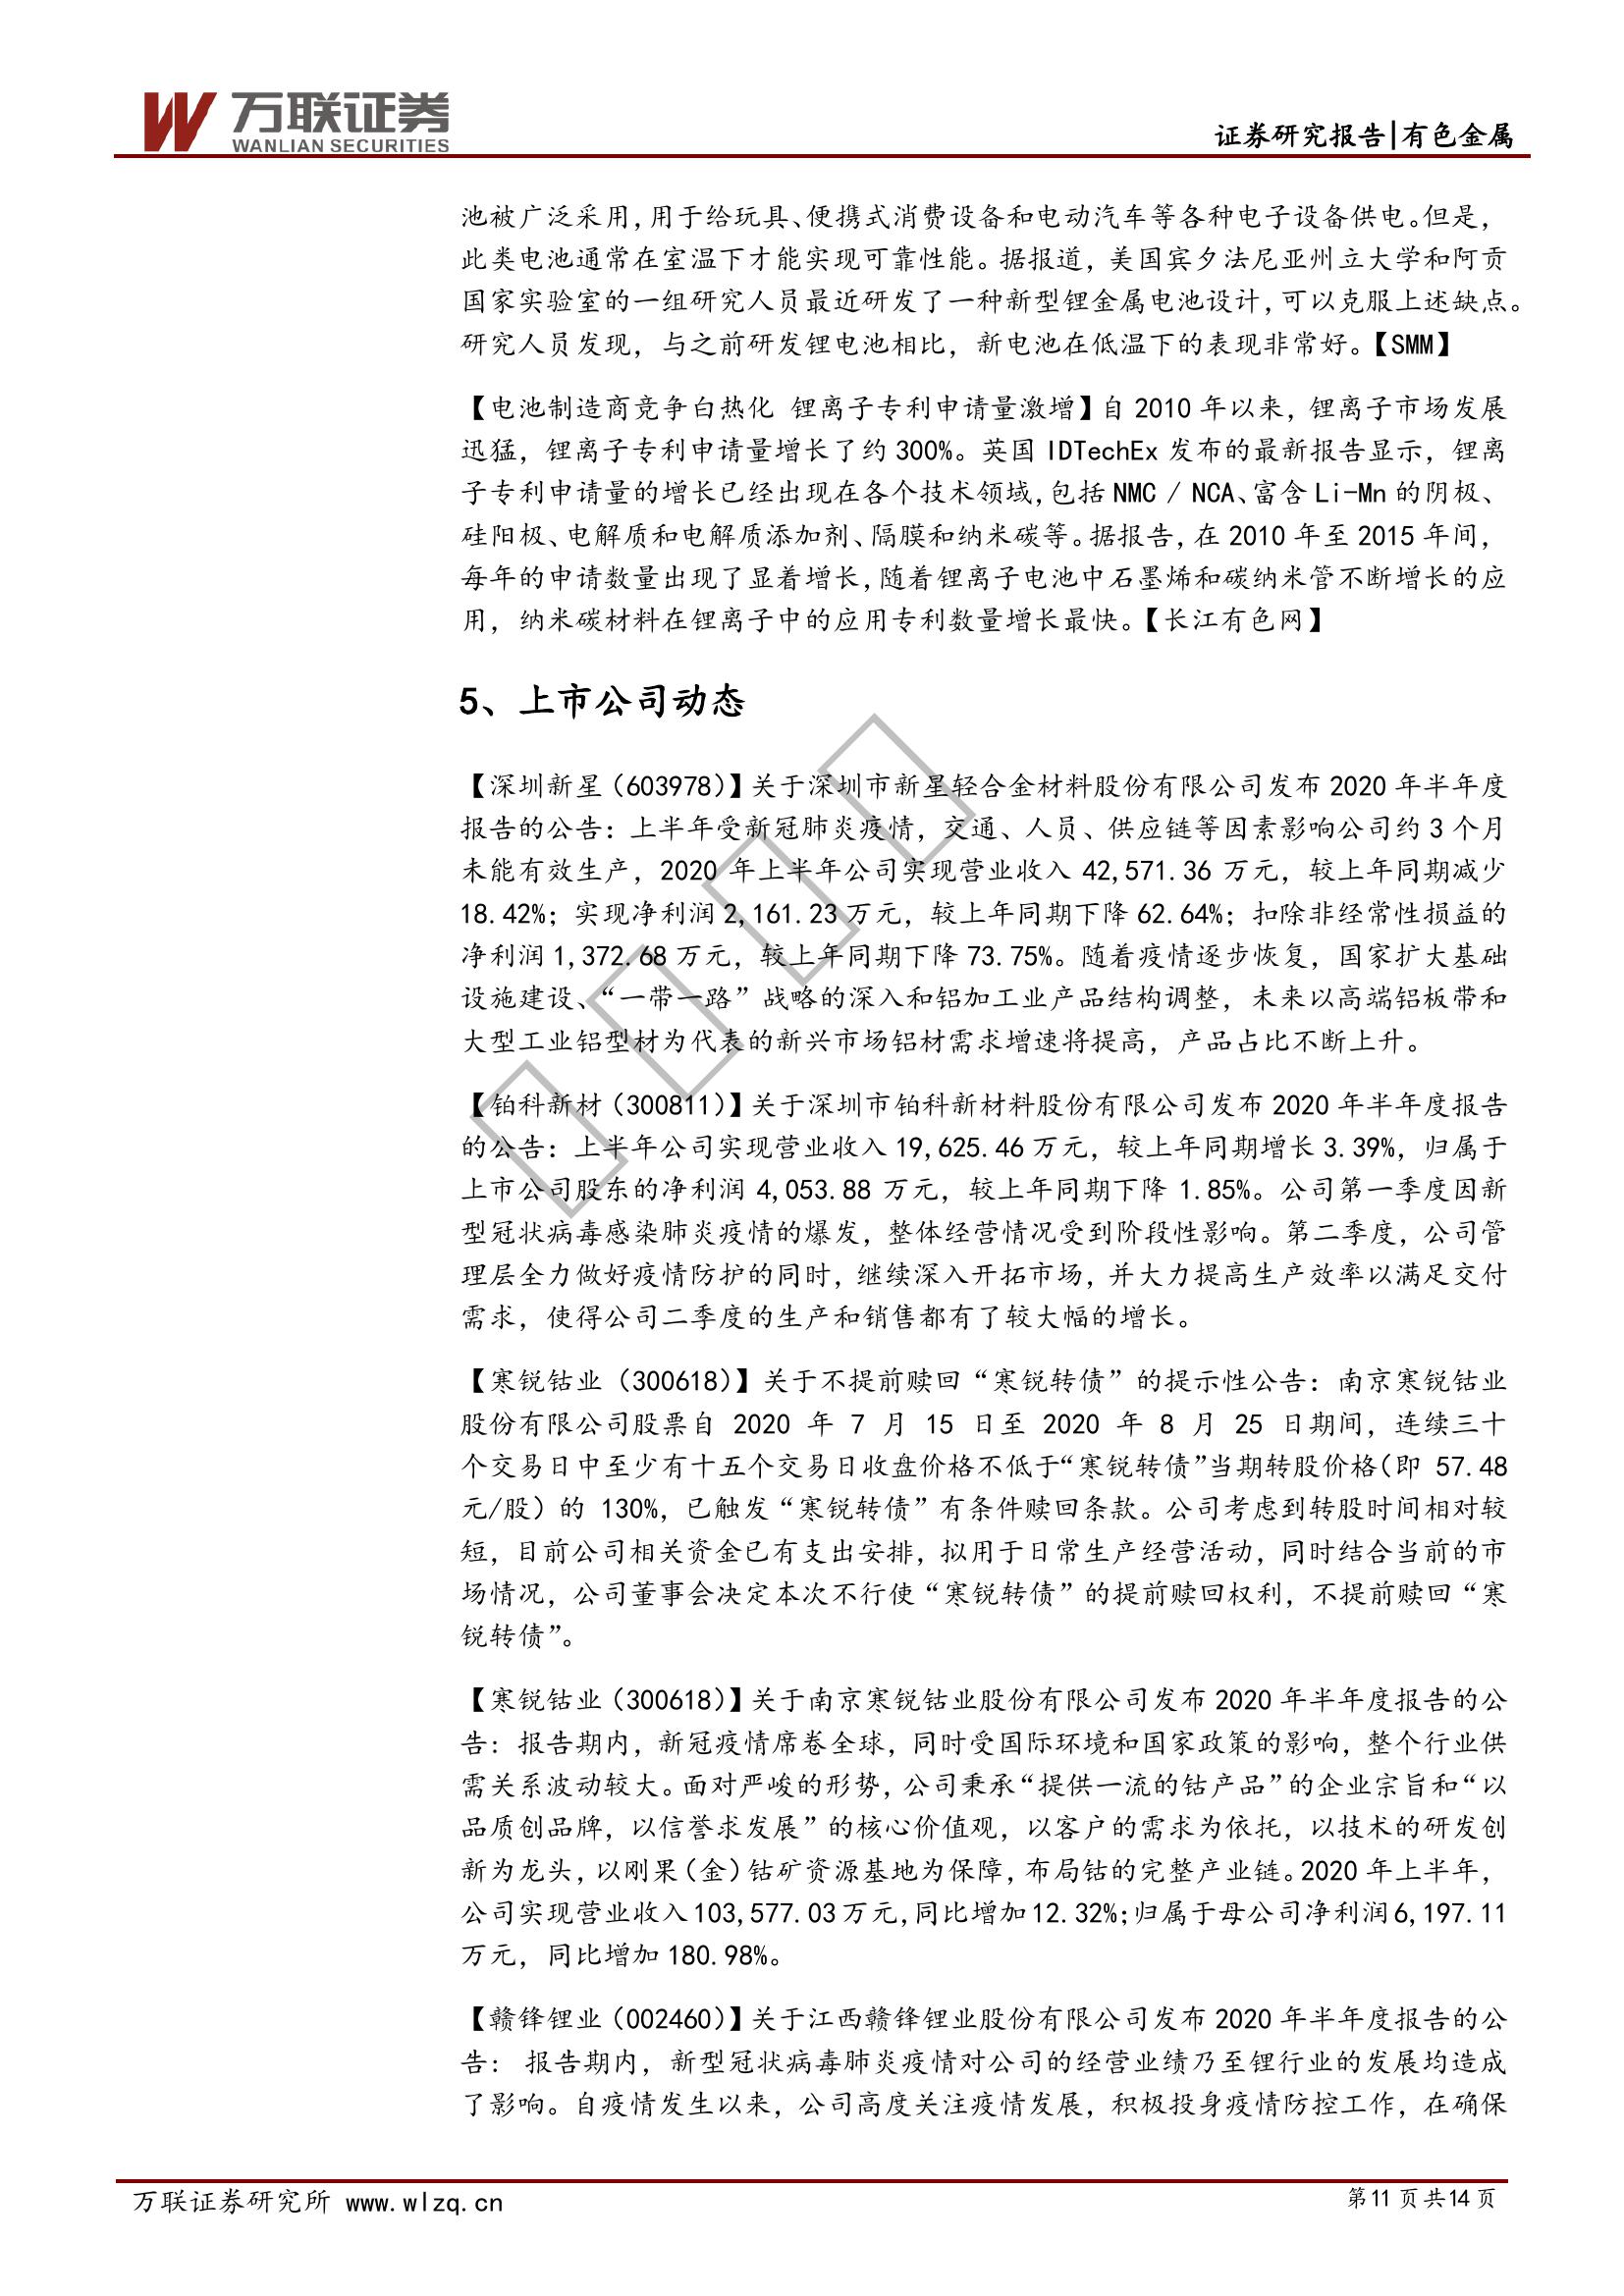 万联证券
WANLIAN SECURITIES
证券研究报告|有色金属
池被广泛采用,用于给玩具、便携式消费设备和电动汽车等各种电子设备供电。但是,
此类电池通常在室温下才能实现可靠性能。据报道，美国宾夕法尼亚州立大学和阿贡
国家实验室的一组研究人员最近研发了一种新型锂金属电池设计,可以克服上述缺点。
研究人员发现，与之前研发锂电池相比，新电池在低温下的表现非常好。【SMM】
【电池制造商竞争白热化 锂离子专利申请量激增】自 2010 年以来，锂离子市场发展
迅猛，锂离子专利申请量增长了约 300%。英国 IDTechEx 发布的最新报告显示，锂离
子专利申请量的增长已经出现在各个技术领域,包括 NMC / NCA、富含 Li-Mn 的阴极、
硅阳极、电解质和电解质添加剂、隔膜和纳米碳等。据报告，在 2010 年至 2015 年间，
每年的申请数量出现了显着增长,随着锂离子电池中石墨烯和碳纳米管不断增长的应
用，纳米碳材料在锂离子中的应用专利数量增长最快。【长江有色网】
5、上市公司动态
【深圳新星（603978）】关于深圳市新星轻合金材料股份有限公司发布 2020 年半年度
报告的公告：上半年受新冠肺炎疫情，交通、人员、供应链等因素影响公司约 3 个月
未能有效生产，2020 年上半年公司实现营业收入 42,571.36 万元，较上年同期减少
18.42%；实现净利润 2,161.23 万元，较上年同期下降 62.64%；扣除非经常性损益的
净利润 1,372.68 万元，较上年同期下降 73.75%。随着疫情逐步恢复，国家扩大基础
设施建设、“一带一路”战略的深入和铝加工业产品结构调整，未来以高端铝板带和
大型工业铝型材为代表的新兴市场铝材需求增速将提高，产品占比不断上升。
【铂科新材（300811）】关于深圳市铂科新材料股份有限公司发布 2020 年半年度报告
的公告：上半年公司实现营业收入 19,625.46 万元，较上年同期增长 3.39%，归属于
上市公司股东的净利润 4,053.88 万元，较上年同期下降 1.85%。公司第一季度因新
型冠状病毒感染肺炎疫情的爆发，整体经营情况受到阶段性影响。第二季度，公司管
理层全力做好疫情防护的同时，继续深入开拓市场，并大力提高生产效率以满足交付
需求，使得公司二季度的生产和销售都有了较大幅的增长。
【寒锐钴业（300618）】关于不提前赎回“寒锐转债”的提示性公告：南京寒锐钴业
股份有限公司股票自 2020 年 7 月 15 日至 2020 年 8 月 25 日期间，连续三十
个交易日中至少有十五个交易日收盘价格不低于“寒锐转债”当期转股价格（即 57.48
元/股）的 130%，已触发“寒锐转债”有条件赎回条款。公司考虑到转股时间相对较
短，目前公司相关资金已有支出安排，拟用于日常生产经营活动，同时结合当前的市
场情况，公司董事会决定本次不行使“寒锐转债”的提前赎回权利，不提前赎回“寒
锐转债”。
【寒锐钴业（300618）】关于南京寒锐钴业股份有限公司发布 2020 年半年度报告的公
告：报告期内，新冠疫情席卷全球，同时受国际环境和国家政策的影响，整个行业供
需关系波动较大。面对严峻的形势，公司秉承“提供一流的钴产品”的企业宗旨和“以
品质创品牌，以信誉求发展”的核心价值观，以客户的需求为依托，以技术的研发创
新为龙头，以刚果（金）钴矿资源基地为保障，布局钴的完整产业链。2020 年上半年，
公司实现营业收入103,577.03万元,同比增加12.32%;归属于母公司净利润6,197.11
万元，同比增加 180.98%。
【赣锋锂业（002460）】关于江西赣锋锂业股份有限公司发布 2020 年半年度报告的公
告： 报告期内，新型冠状病毒肺炎疫情对公司的经营业绩乃至锂行业的发展均造成
了影响。自疫情发生以来，公司高度关注疫情发展，积极投身疫情防控工作，在确保
万联证券研究所 www.wlzq.cn
第11 页 共14 页